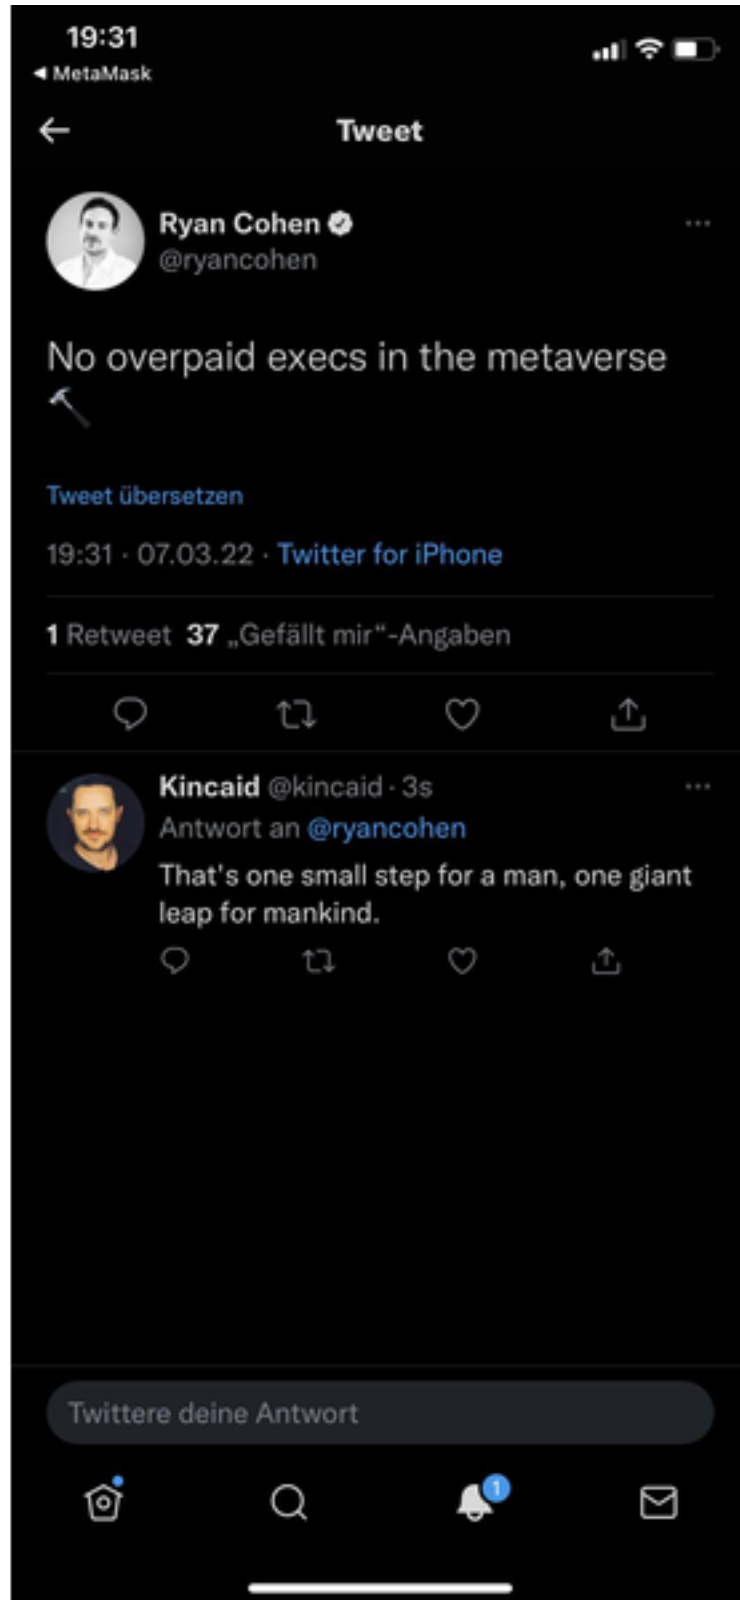 19:31
◀ MetaMask
Tweet
Ryan Cohen
@ryancohen
No overpaid execs in the metaverse
🔨
Tweet übersetzen
19:31 · 07.03.22 · Twitter for iPhone
1 Retweet 37 „Gefällt mir“-Angaben
Kincaid @kincaid · 3s
Antwort an @ryancohen
That's one small step for a man, one giant
leap for mankind.
Twittere deine Antwort
1